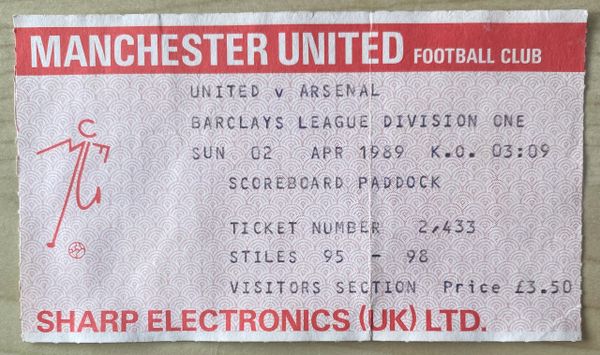 MANCHESTER UNITED FOOTBALL CLUB
UNITED v ARSENAL
BARCLAYS LEAGUE DIVISION ONE
SUN 02 APR 1989 K.O. 03:09
SCOREBOARD PADDOCK
MUFC
TICKET NUMBER 2,433
STILES 95 - 98
VISITORS SECTION Price £3.50
SHARP ELECTRONICS (UK) LTD.